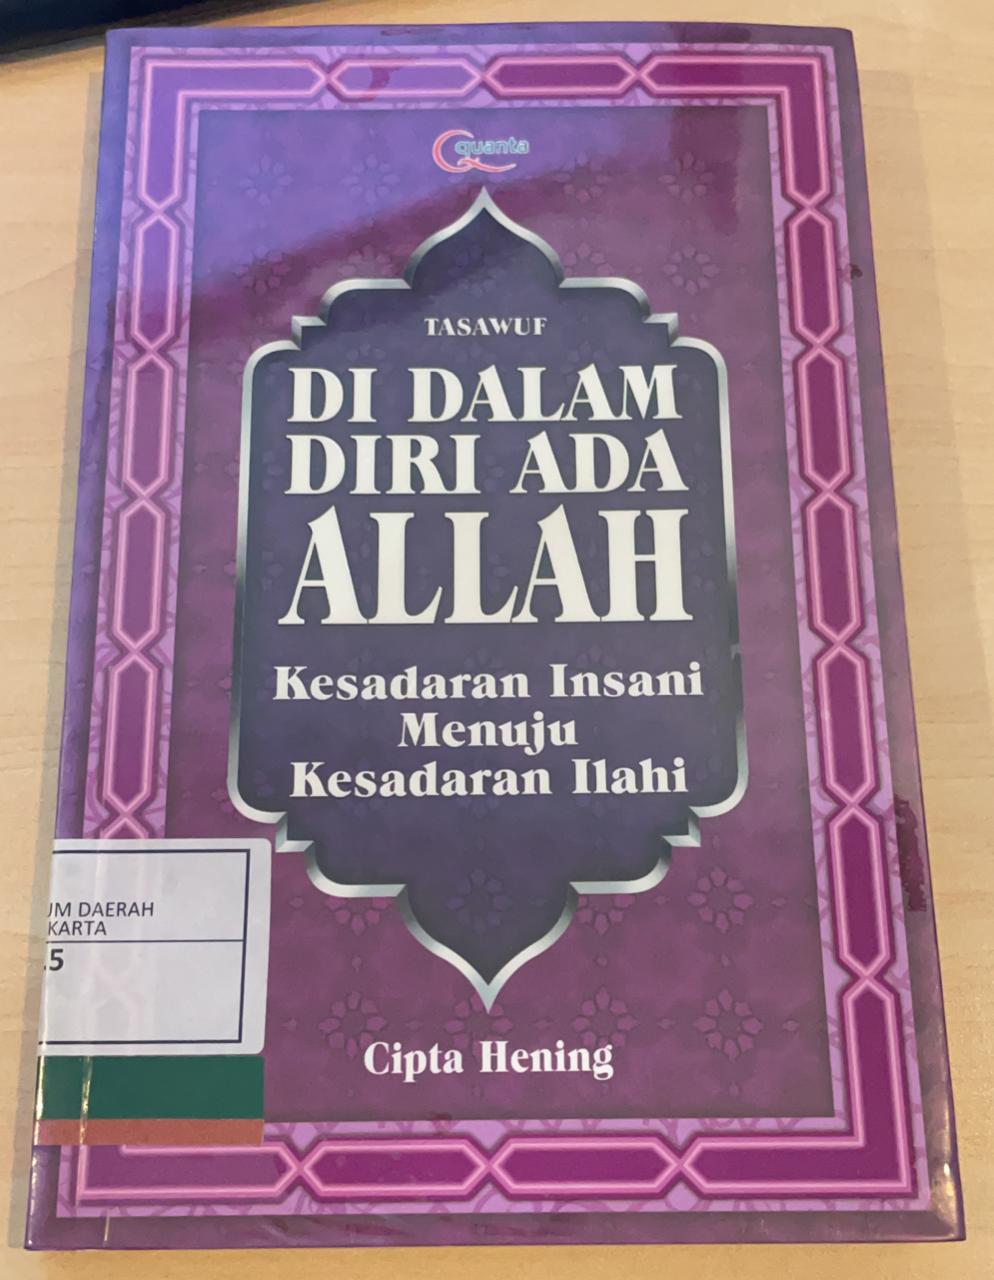 quanta
TASAWUF
DI DALAM
DIRI ADA
ALLAH
Kesadaran Insani
Menuju
Kesadaran Ilahi
UM DAERAH
KARTA
.5
Cipta Hening